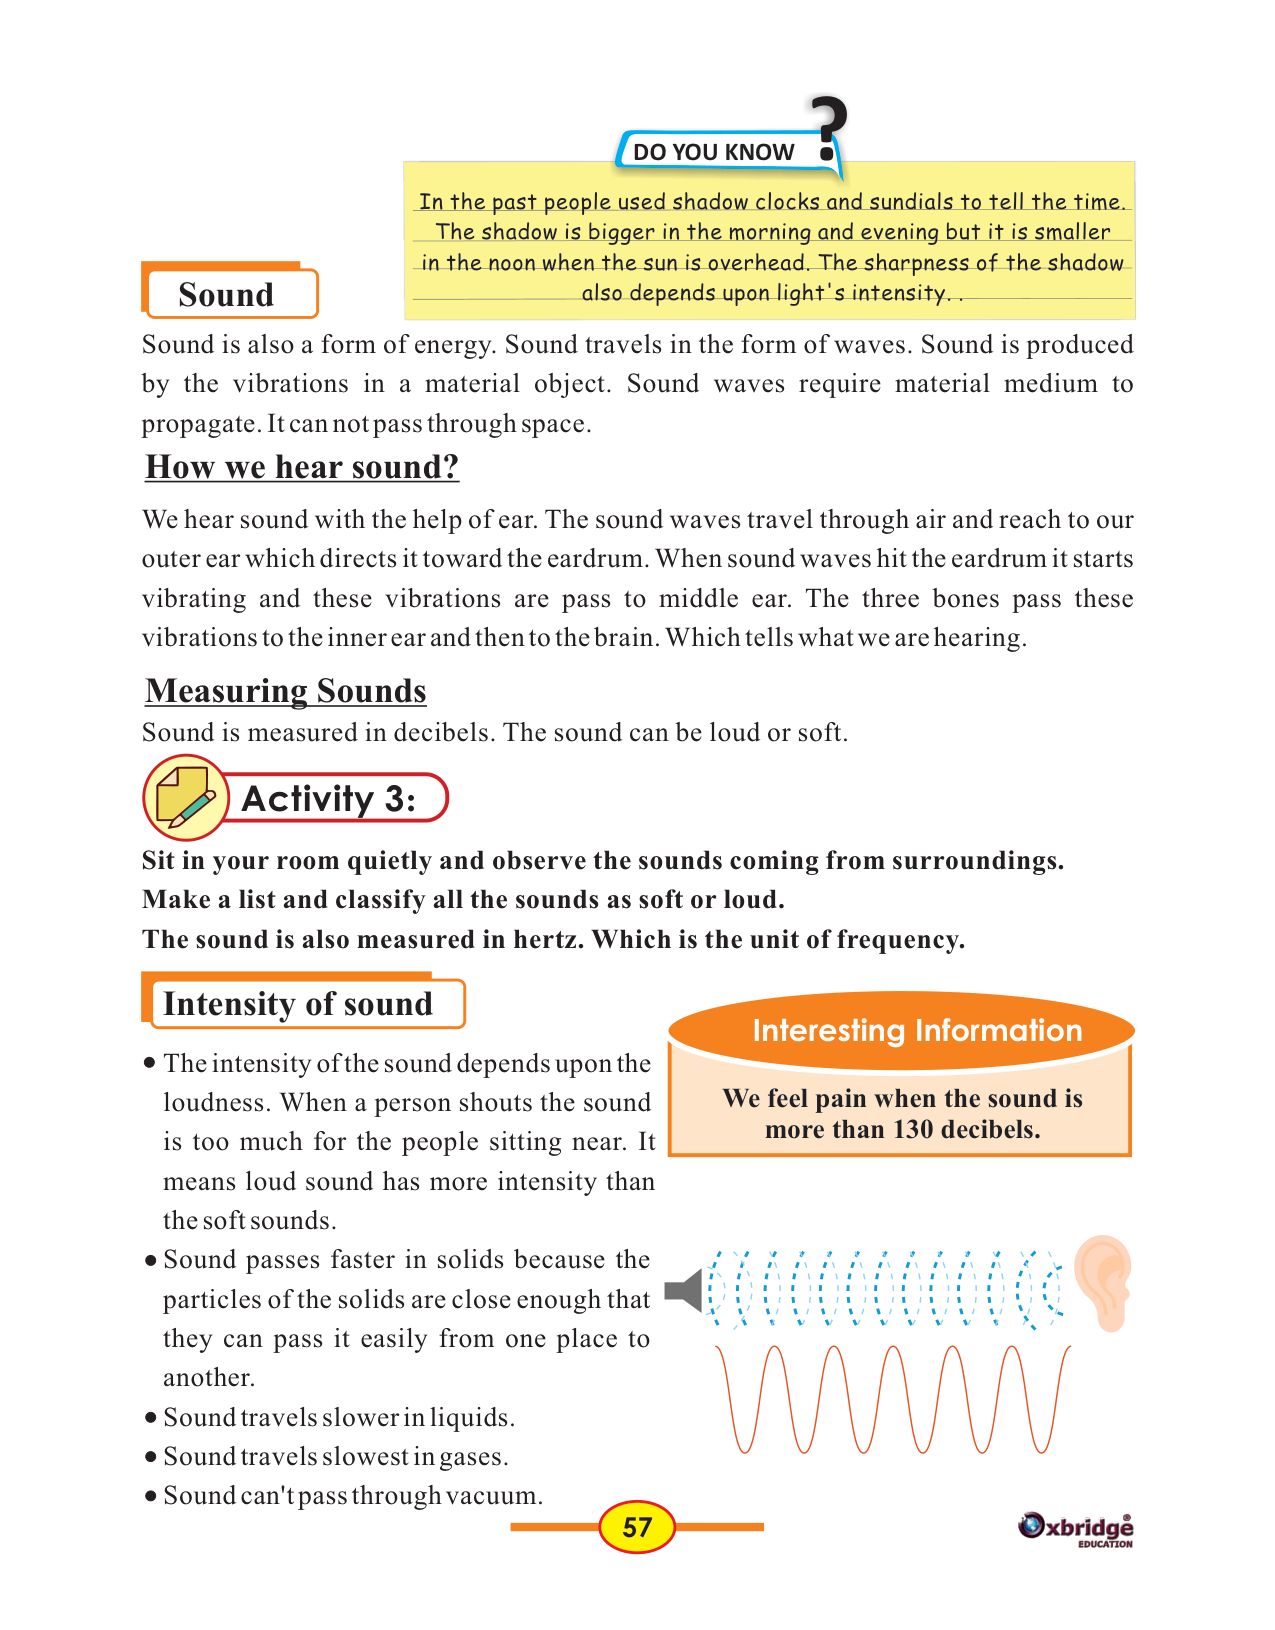 DO YOU KNOW ?
In the past people used shadow clocks and sundials to tell the time.
The shadow is bigger in the morning and evening but it is smaller
in the noon when the sun is overhead. The sharpness of the shadow
also depends upon light's intensity. .
Sound
Sound is also a form of energy. Sound travels in the form of waves. Sound is produced
by the vibrations in a material object. Sound waves require material medium to
propagate. It can not pass through space.
How we hear sound?
We hear sound with the help of ear. The sound waves travel through air and reach to our
outer ear which directs it toward the eardrum. When sound waves hit the eardrum it starts
vibrating and these vibrations are pass to middle ear. The three bones pass these
vibrations to the inner ear and then to the brain. Which tells what we are hearing.
Measuring Sounds
Sound is measured in decibels. The sound can be loud or soft.
Activity 3:
Sit in your room quietly and observe the sounds coming from surroundings.
Make a list and classify all the sounds as soft or loud.
The sound is also measured in hertz. Which is the unit of frequency.
Intensity of sound
• The intensity of the sound depends upon the
loudness. When a person shouts the sound
is too much for the people sitting near. It
means loud sound has more intensity than
the soft sounds.
• Sound passes faster in solids because the
particles of the solids are close enough that
they can pass it easily from one place to
another.
• Sound travels slower in liquids.
• Sound travels slowest in gases.
• Sound can't pass through vacuum.
Interesting Information
We feel pain when the sound is
more than 130 decibels.
57
Oxbridge®
EDUCATION